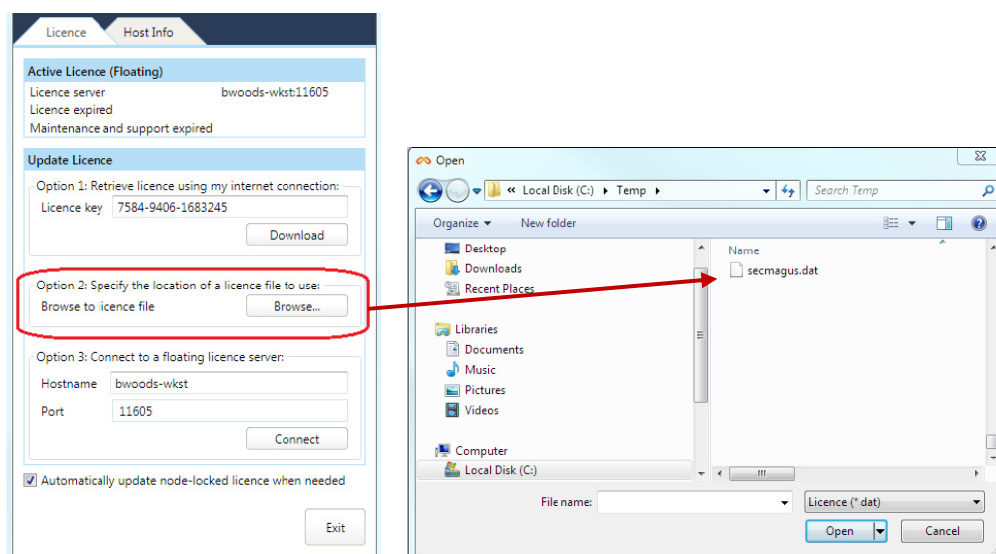 Licence Host Info
Active Licence (Floating)
Licence server bwoods-wkst:11605
Licence expired
Maintenance and support expired
Update Licence
Option 1: Retrieve licence using my internet connection:
Licence key 7584-9406-1683245
Download
Option 2: Specify the location of a licence file to use:
Browse to licence file Browse...
Option 3: Connect to a floating licence server:
Hostname bwoods-wkst
Port 11605
Connect
Automatically update node-locked licence when needed
Exit
Open
« Local Disk (C:) Temp Search Temp
Organize New folder
Desktop
Downloads
Recent Places
Libraries
Documents
Music
Pictures
Videos
Computer
Local Disk (C:)
Name
secmagus.dat
File name: Licence (*dat)
Open Cancel